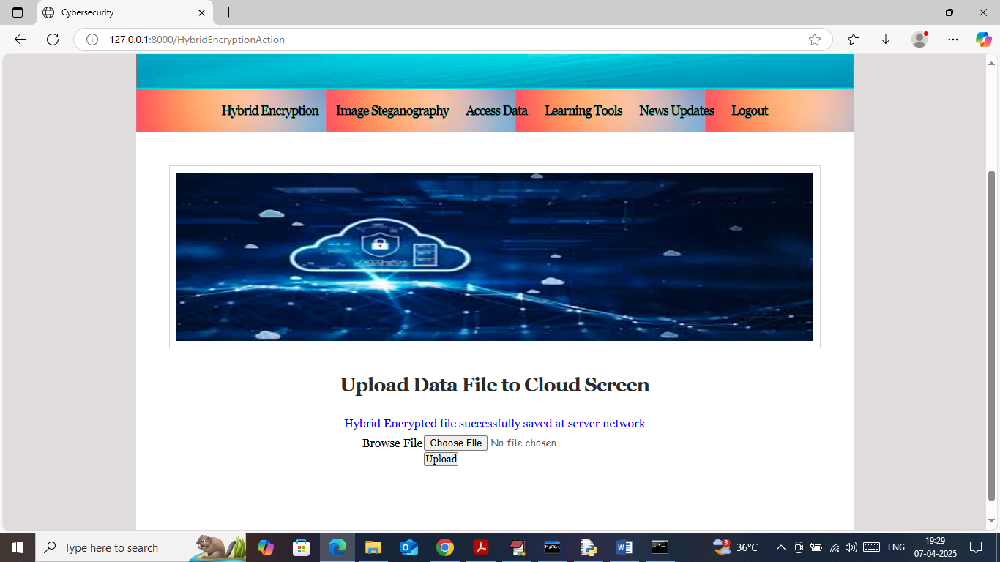 Cybersecurity
127.0.0.1:8000/HybridEncryptionAction
Hybrid Encryption Image Steganography Access Data Learning Tools News Updates Logout
Upload Data File to Cloud Screen
Hybrid Encrypted file successfully saved at server network
Browse File Choose File No file chosen
Upload
Type here to search
3
36°C
ENG
19:29
07-04-2025